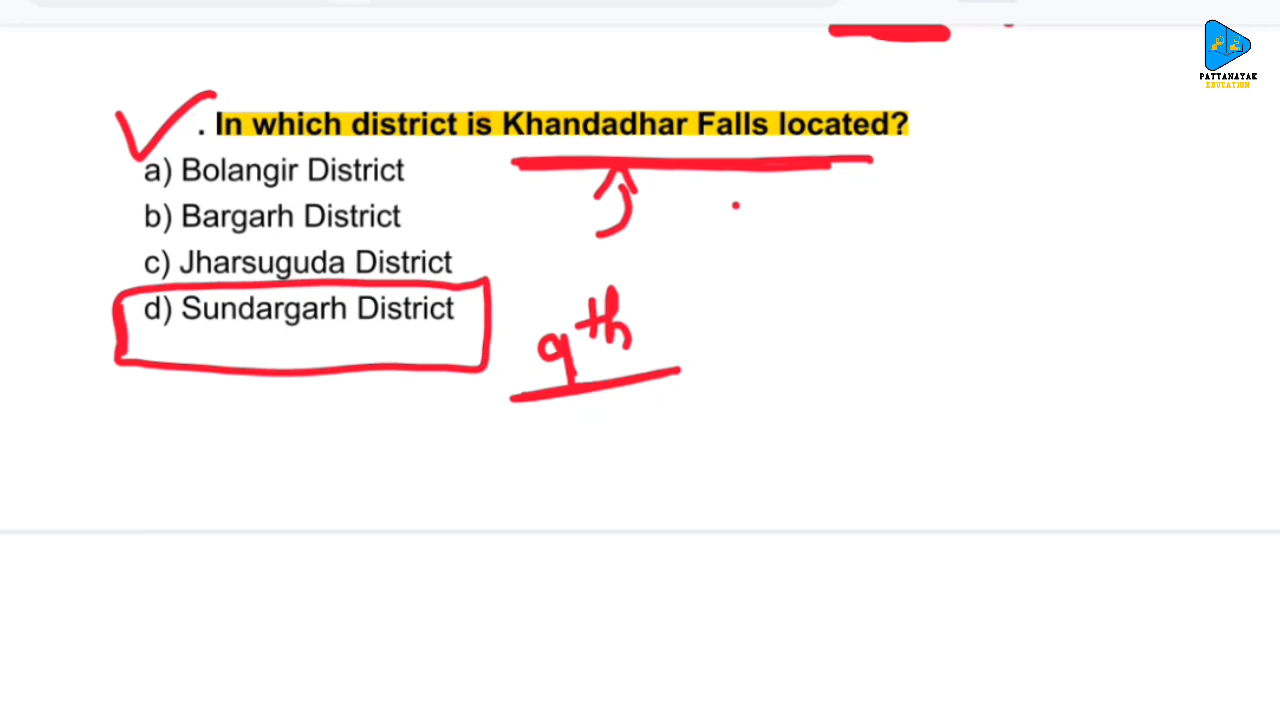 PATTANAYAK
EDUCATION
. In which district is Khandadhar Falls located?
a) Bolangir District
b) Bargarh District
c) Jharsuguda District
d) Sundargarh District
9th